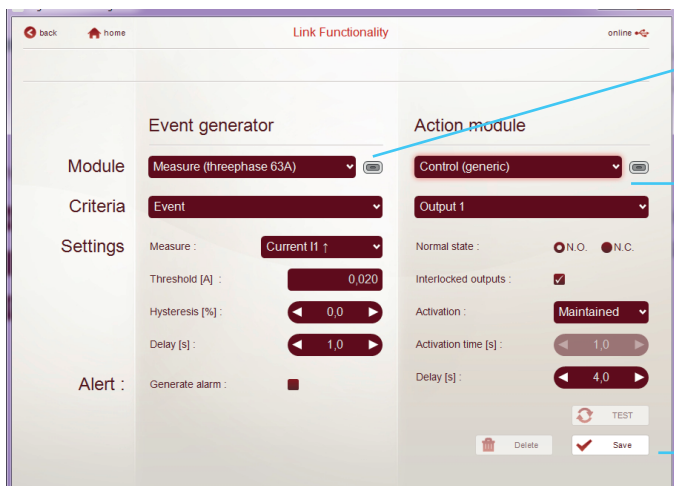 back home Link Functionality online
Event generator Action module
Module Measure (threephase 63A) Control (generic)
Criteria Event Output 1
Settings Measure : Current I1 ↑ Normal state : N.O. N.C.
Threshold [A] : 0,020 Interlocked outputs :
Hysteresis [%] : 0,0 Activation : Maintained
Delay [s] : 1,0 Activation time [s] : 1,0
Alert : Generate alarm : Delay [s] : 4,0
TEST
Delete Save